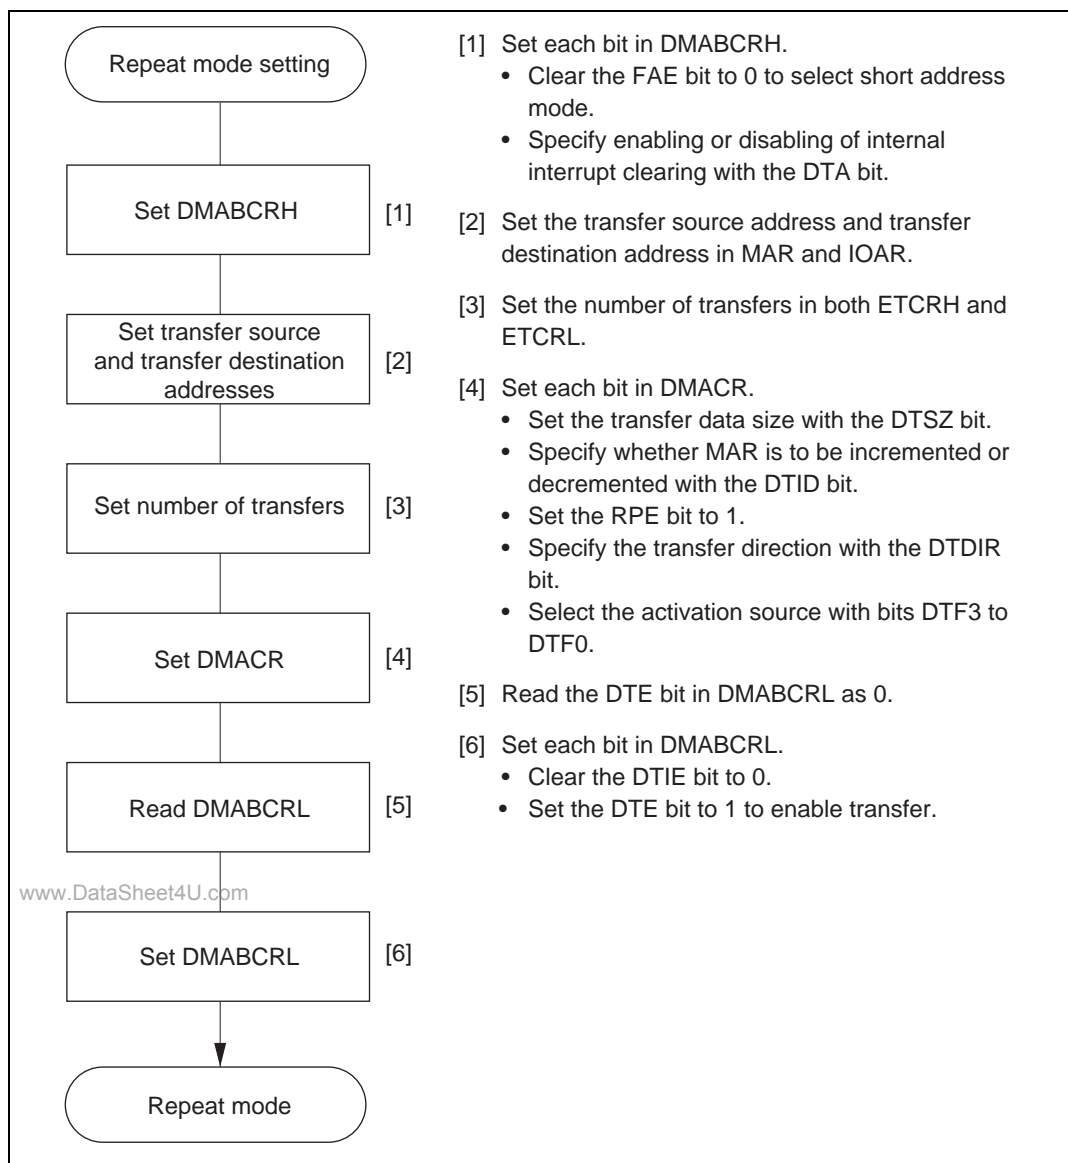 Repeat mode setting
Set DMABCRH
[1]
Set transfer source
and transfer destination
addresses
[2]
Set number of transfers
[3]
Set DMACR
[4]
Read DMABCRL
[5]
www.DataSheet4U.com
Set DMABCRL
[6]
Repeat mode
[1] Set each bit in DMABCRH.
• Clear the FAE bit to 0 to select short address
mode.
• Specify enabling or disabling of internal
interrupt clearing with the DTA bit.
[2] Set the transfer source address and transfer
destination address in MAR and IOAR.
[3] Set the number of transfers in both ETCRH and
ETCRL.
[4] Set each bit in DMACR.
• Set the transfer data size with the DTSZ bit.
• Specify whether MAR is to be incremented or
decremented with the DTID bit.
• Set the RPE bit to 1.
• Specify the transfer direction with the DTDIR
bit.
• Select the activation source with bits DTF3 to
DTF0.
[5] Read the DTE bit in DMABCRL as 0.
[6] Set each bit in DMABCRL.
• Clear the DTIE bit to 0.
• Set the DTE bit to 1 to enable transfer.